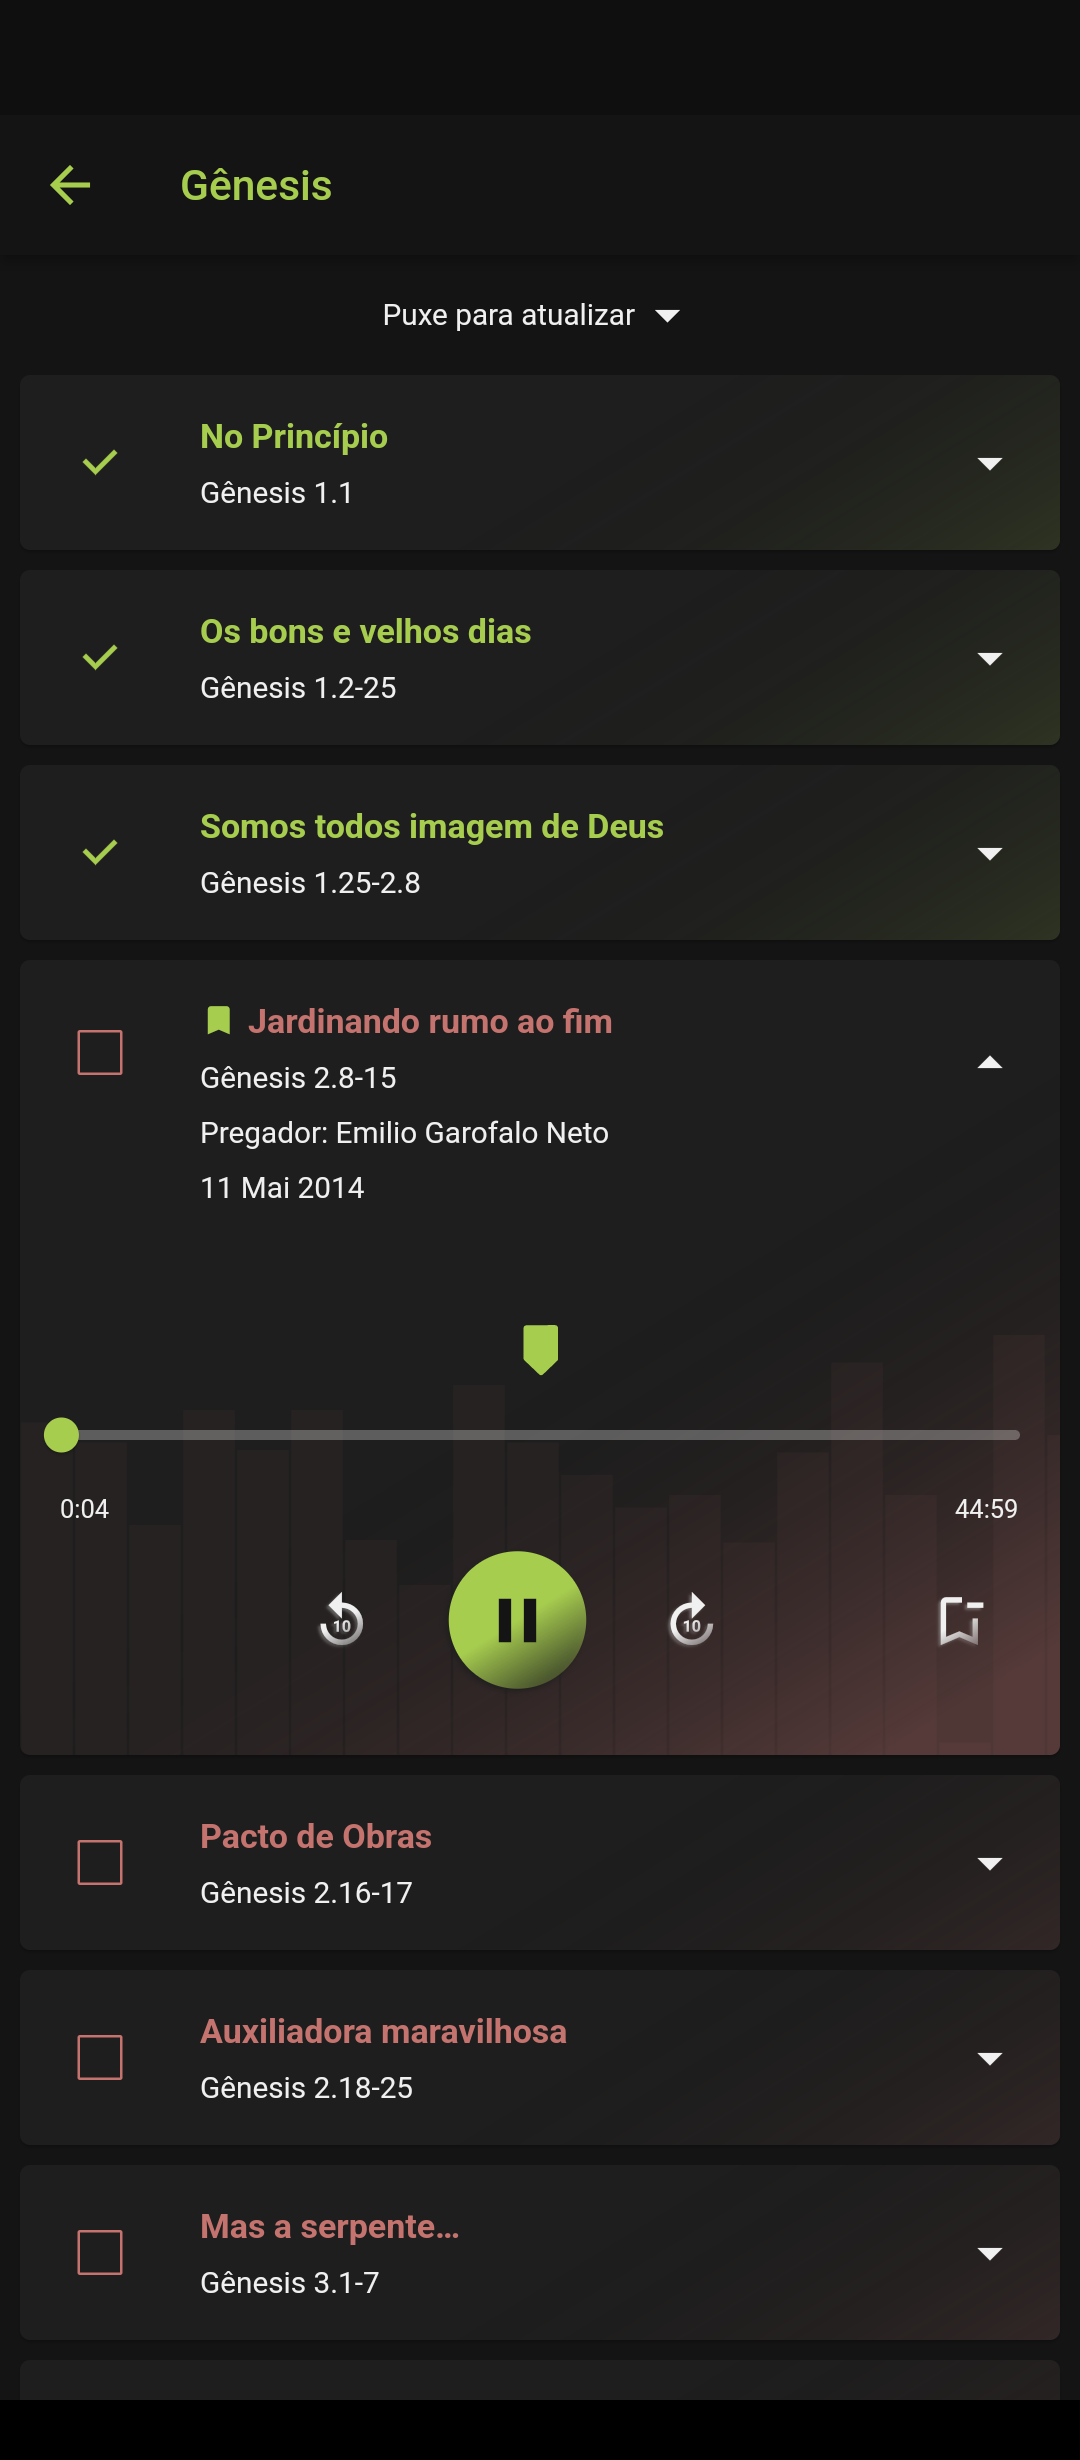 Gênesis
Puxe para atualizar
No Princípio
Gênesis 1.1
Os bons e velhos dias
Gênesis 1.2-25
Somos todos imagem de Deus
Gênesis 1.25-2.8
Jardinando rumo ao fim
Gênesis 2.8-15
Pregador: Emilio Garofalo Neto
11 Mai 2014
0:04 44:59
10 10
Pacto de Obras
Gênesis 2.16-17
Auxiliadora maravilhosa
Gênesis 2.18-25
Mas a serpente...
Gênesis 3.1-7